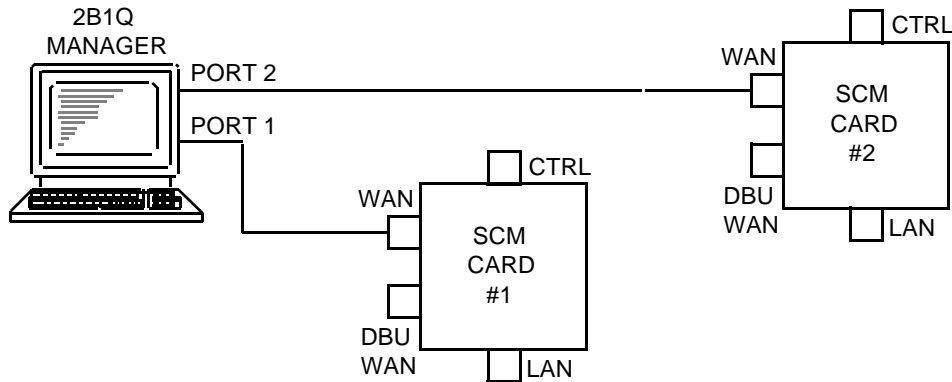 2B1Q
MANAGER
PORT 2
PORT 1
CTRL
WAN
SCM
CARD
#2
DBU
WAN
LAN
CTRL
WAN
SCM
CARD
#1
DBU
WAN
LAN